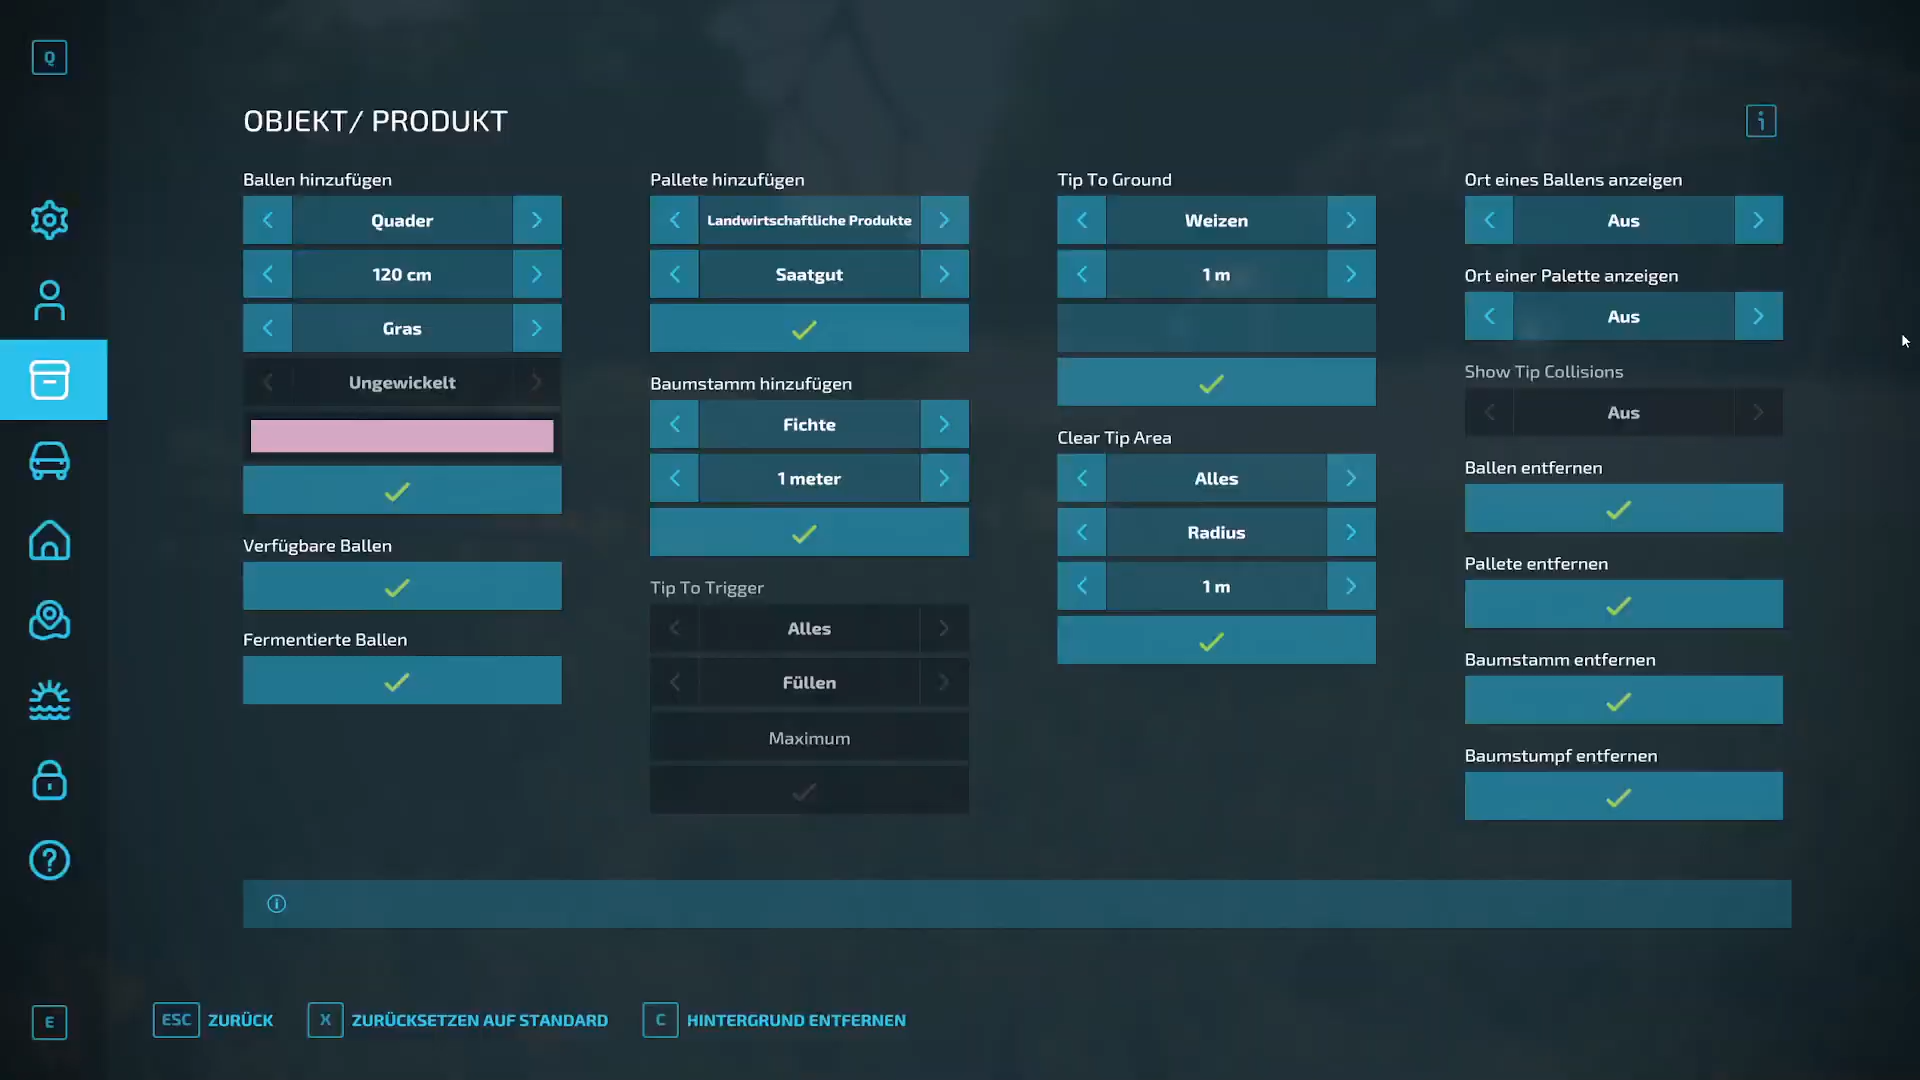 Q
OBJEKT/ PRODUKT
Ballen hinzufügen
Quader
120 cm
Gras
Ungewickelt
Verfügbare Ballen
Fermentierte Ballen
Pallete hinzufügen
Landwirtschaftliche Produkte
Saatgut
Baumstamm hinzufügen
Fichte
1 meter
Tip To Trigger
Alles
Füllen
Maximum
Tip To Ground
Weizen
1 m
Clear Tip Area
Alles
Radius
1 m
Ort eines Ballens anzeigen
Aus
Ort einer Palette anzeigen
Aus
Show Tip Collisions
Aus
Ballen entfernen
Pallete entfernen
Baumstamm entfernen
Baumstumpf entfernen
E
ESC ZURÜCK X ZURÜCKSETZEN AUF STANDARD C HINTERGRUND ENTFERNEN